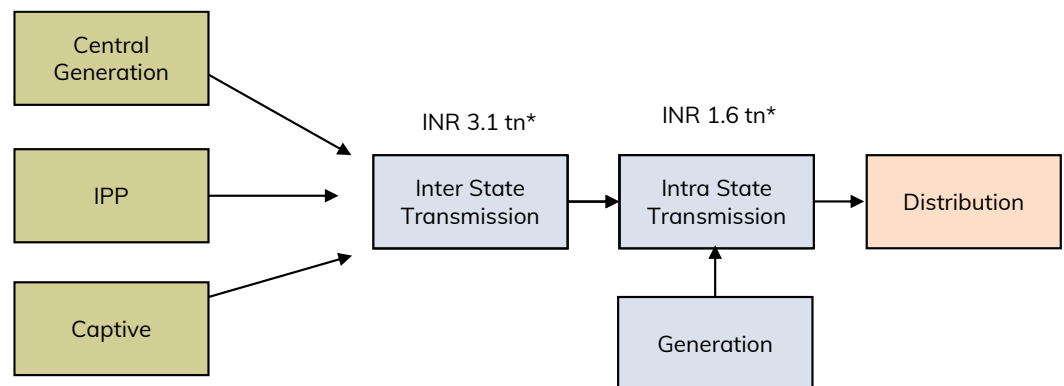 Central
Generation
IPP
Captive
INR 3.1 tn*
Inter State
Transmission
INR 1.6 tn*
Intra State
Transmission
Generation
Distribution